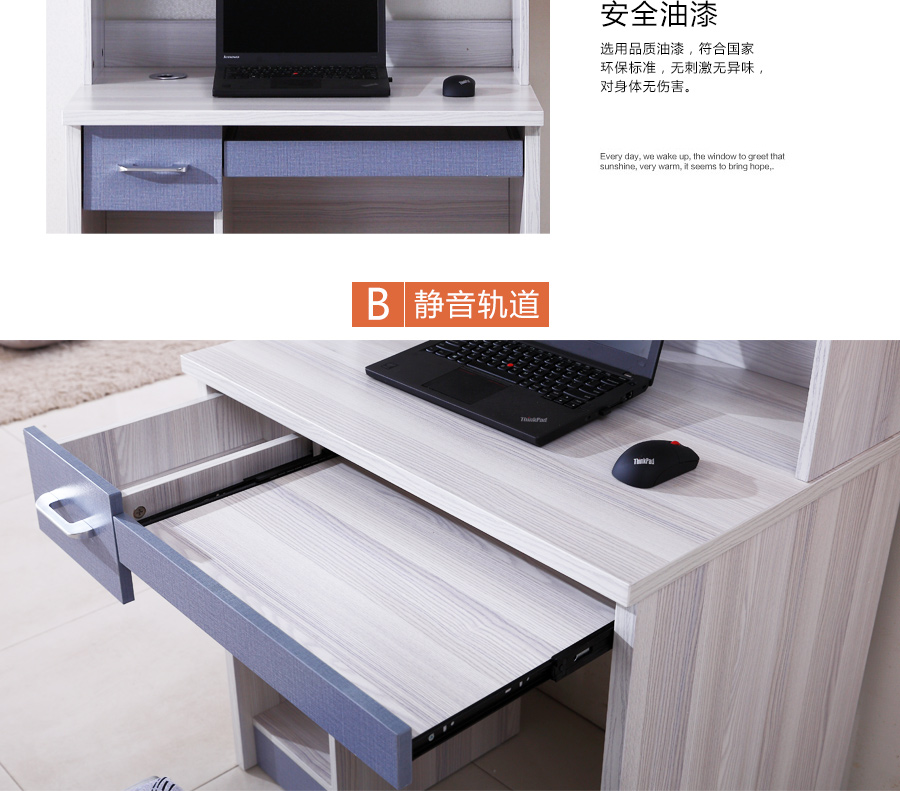 安全油漆
选用品质油漆，符合国家
环保标准，无刺激无异味，
对身体无伤害。
Every day, we wake up, the window to greet that
sunshine, very warm, it seems to bring hope,.
B 静音轨道
ThinkPad
ThinkPad